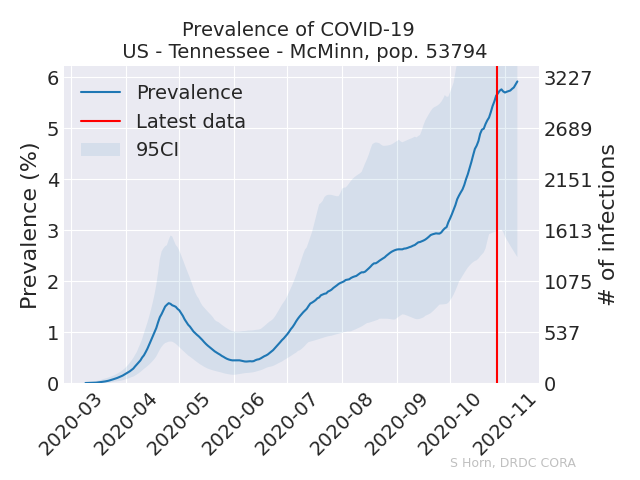 Prevalence of COVID-19
US - Tennessee - McMinn, pop. 53794
Prevalence
Latest data
95CI
Prevalence (%)
6
5
4
3
2
1
0
3227
2689
2151
1613
1075
537
0
# of infections
2020-03
2020-04
2020-05
2020-06
2020-07
2020-08
2020-09
2020-10
2020-11
S Horn, DRDC CORA